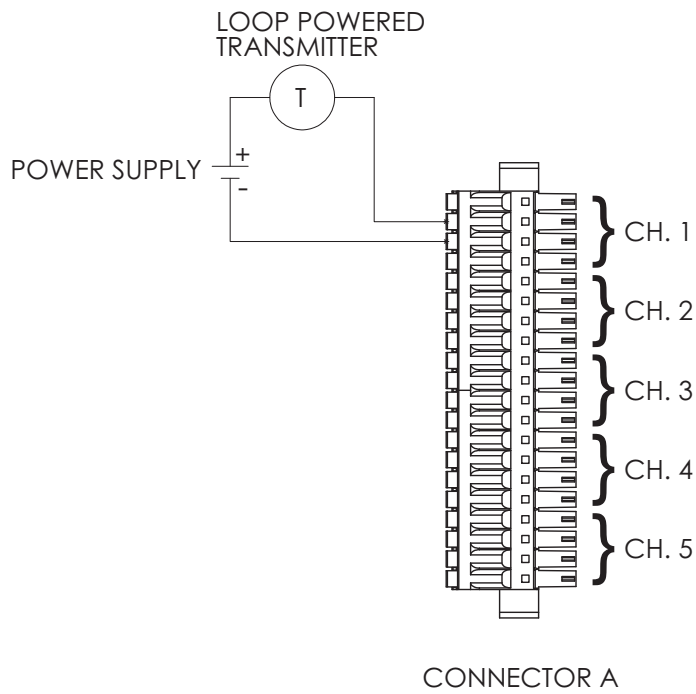 LOOP POWERED
TRANSMITTER
T
POWER SUPPLY
+
-
CH. 1
CH. 2
CH. 3
CH. 4
CH. 5
CONNECTOR A